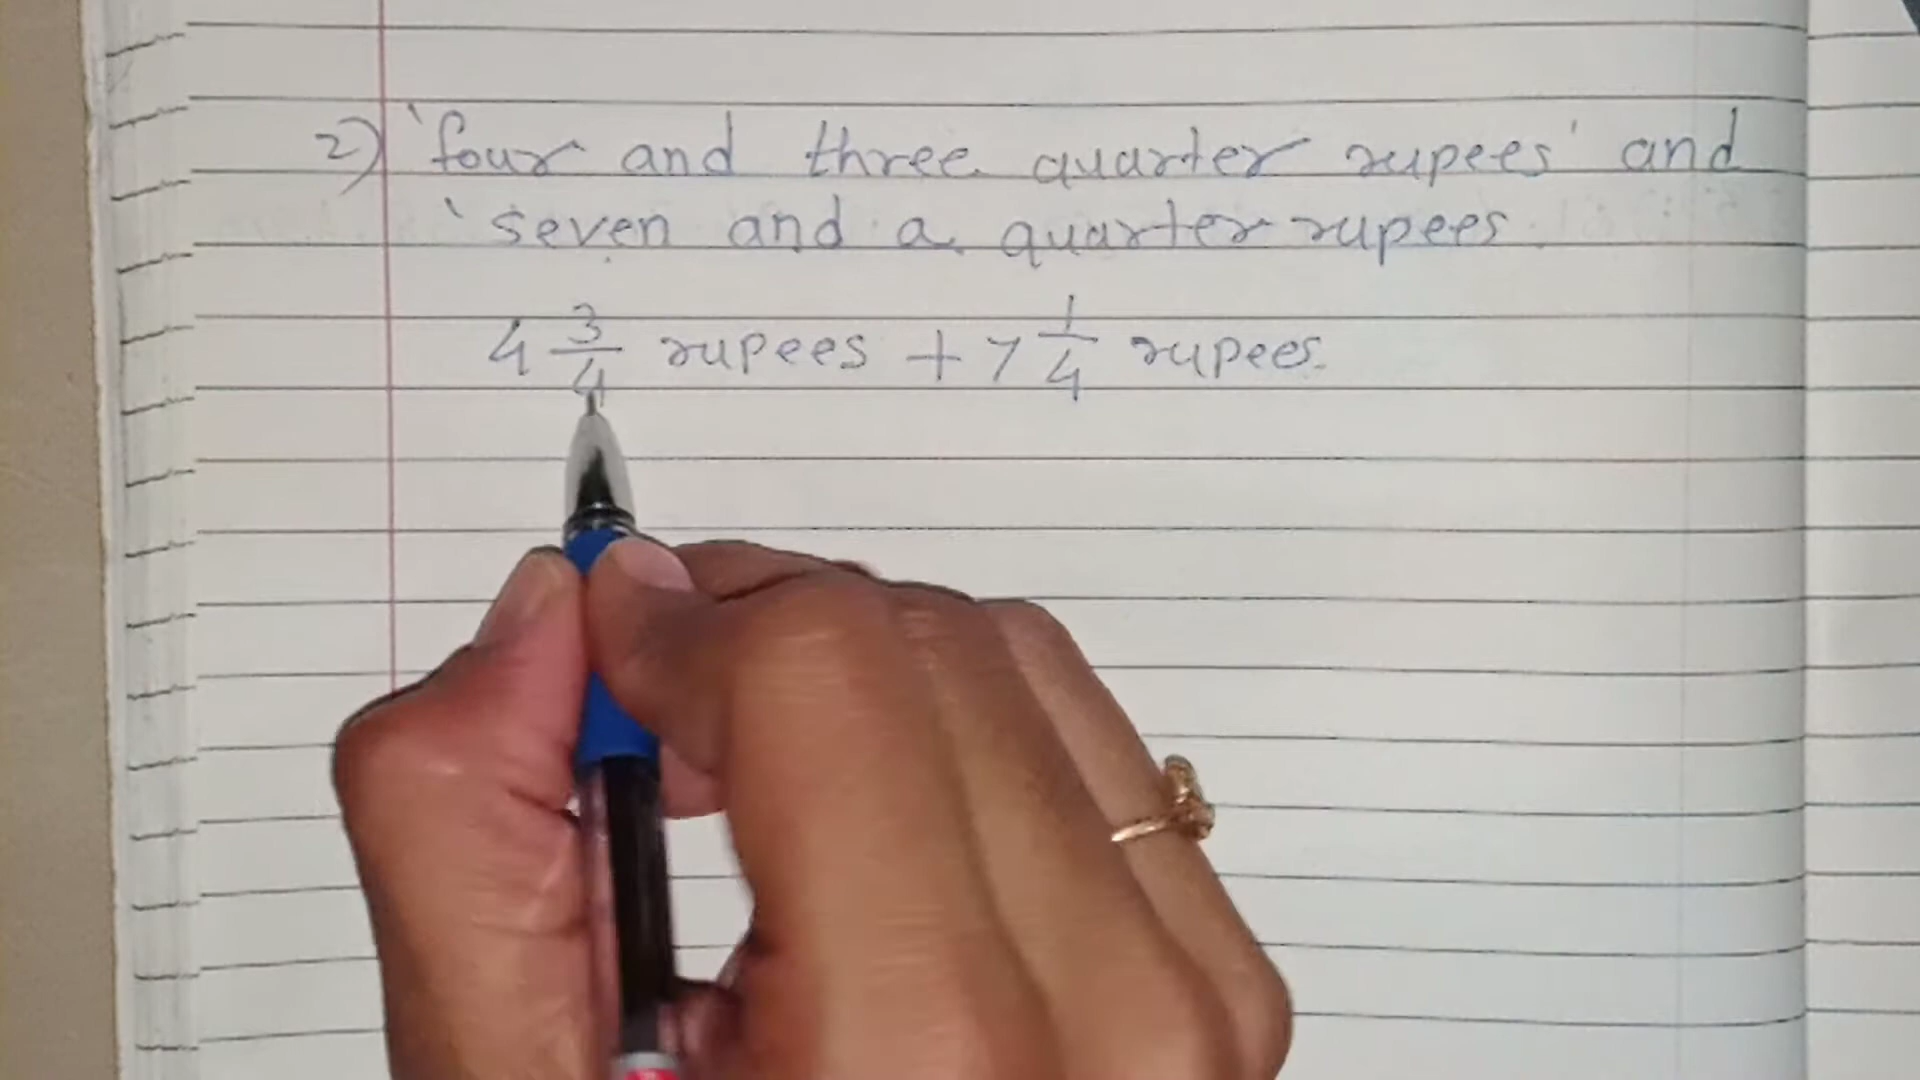 2) 'four and three quarter rupees' and
'seven and a quarter rupees.
4 3/4 rupees + 7 1/4 rupees.